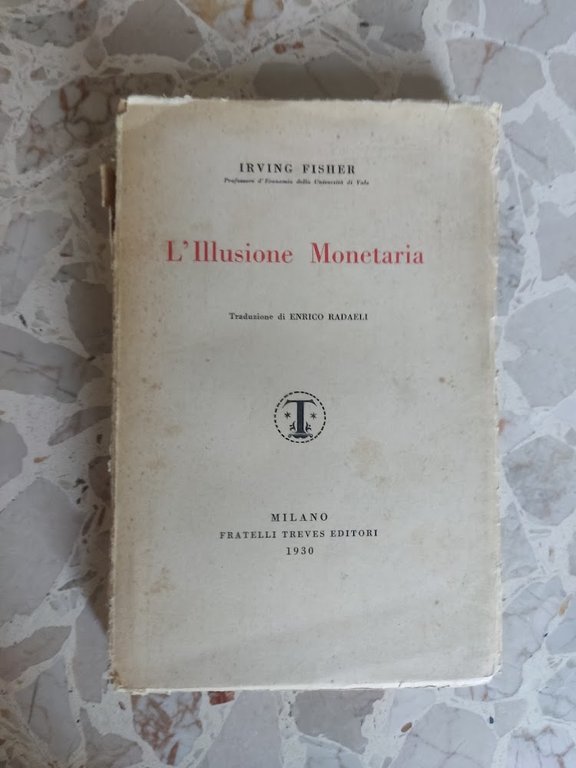 IRVING FISHER
Professore d'Economia della Università di Yale
L'Illusione Monetaria
Traduzione di ENRICO RADAELI
T
MILANO
FRATELLI TREVES EDITORI
1930